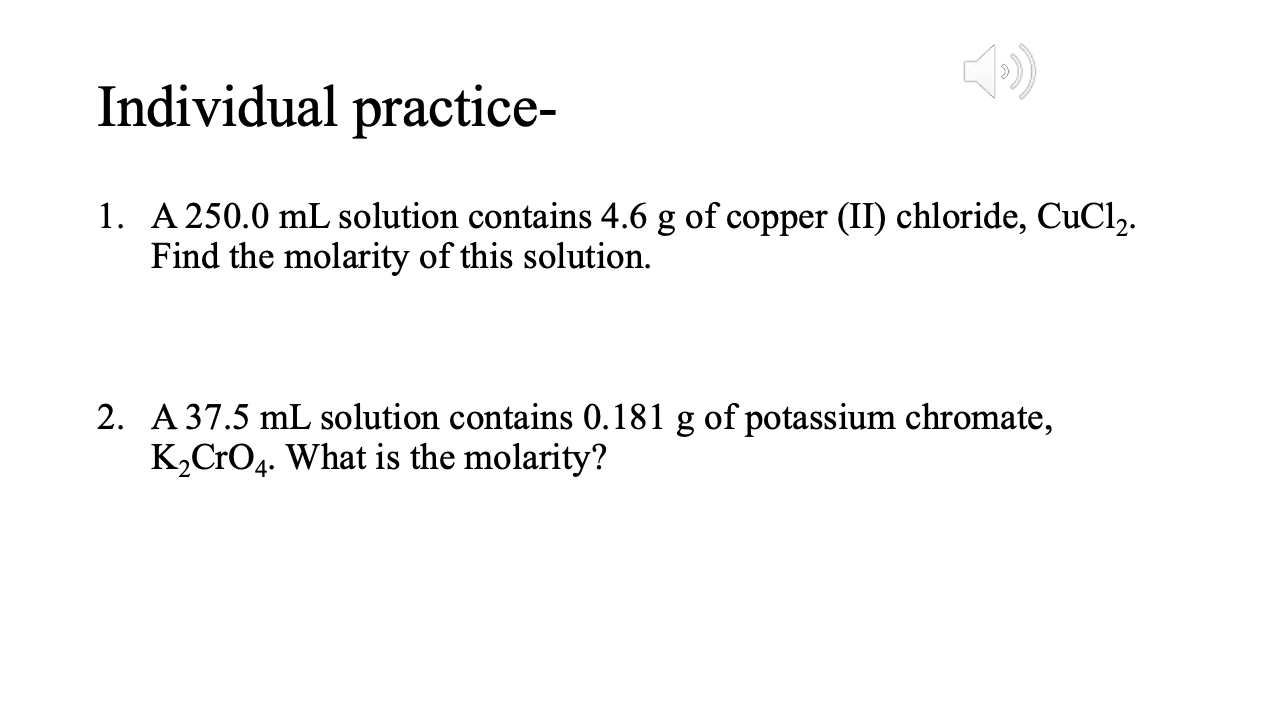 Individual practice-
1. A 250.0 mL solution contains 4.6 g of copper (II) chloride, CuCl₂.
Find the molarity of this solution.
2. A 37.5 mL solution contains 0.181 g of potassium chromate,
K₂CrO₄. What is the molarity?